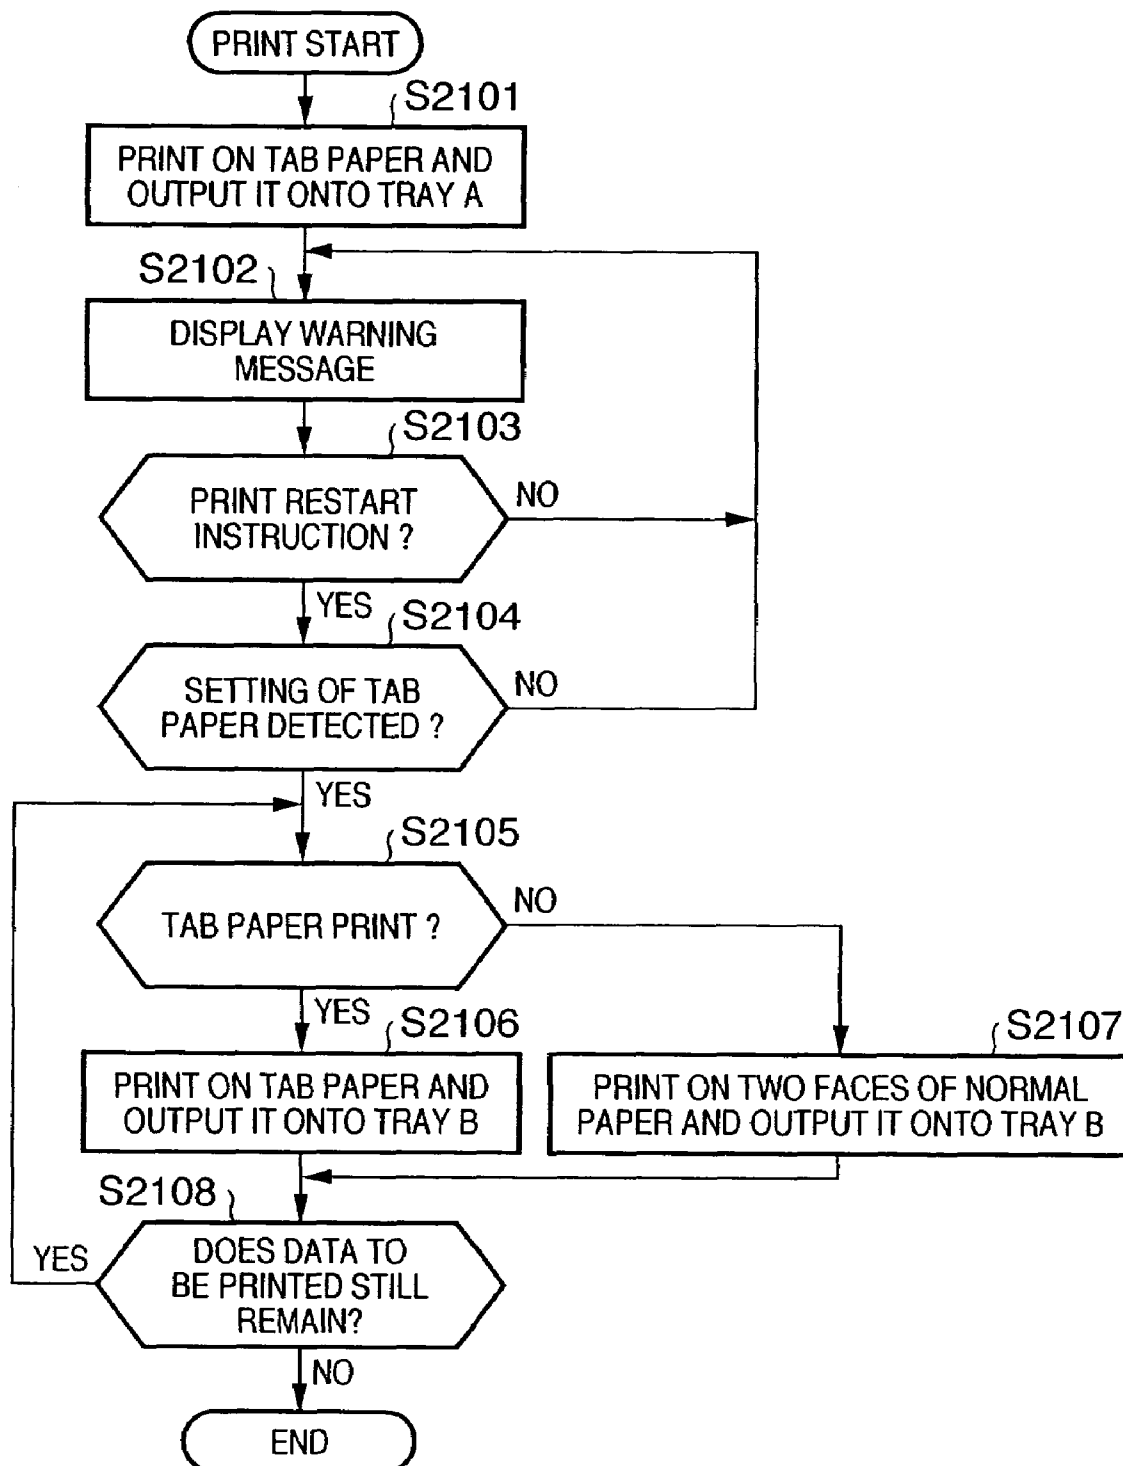 PRINT START
S2101
PRINT ON TAB PAPER AND
OUTPUT IT ONTO TRAY A
S2102
DISPLAY WARNING
MESSAGE
S2103
PRINT RESTART
INSTRUCTION ?
NO
YES
S2104
SETTING OF TAB
PAPER DETECTED ?
NO
YES
S2105
TAB PAPER PRINT ?
NO
YES
S2106
PRINT ON TAB PAPER AND
OUTPUT IT ONTO TRAY B
S2107
PRINT ON TWO FACES OF NORMAL
PAPER AND OUTPUT IT ONTO TRAY B
S2108
DOES DATA TO
BE PRINTED STILL
REMAIN?
YES
NO
END